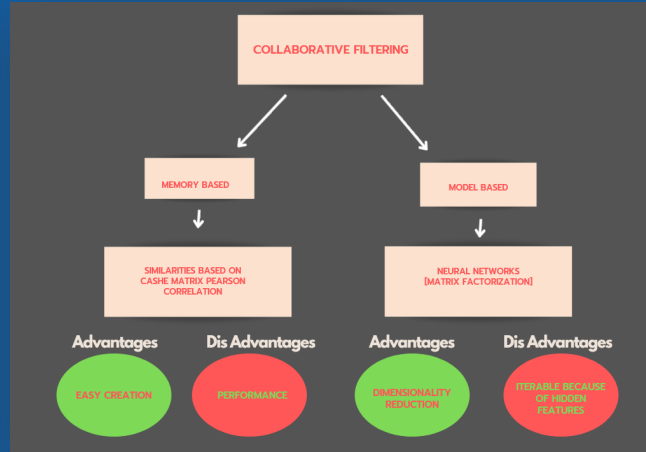 COLLABORATIVE FILTERING
MEMORY BASED
MODEL BASED
SIMILARITIES BASED ON
CASHE MATRIX PEARSON
CORRELATION
NEURAL NETWORKS
[MATRIX FACTORIZATION]
Advantages
Dis Advantages
Advantages
Dis Advantages
EASY CREATION
PERFORMANCE
DIMENSIONALITY
REDUCTION
ITERABLE BECAUSE
OF HIDDEN
FEATURES